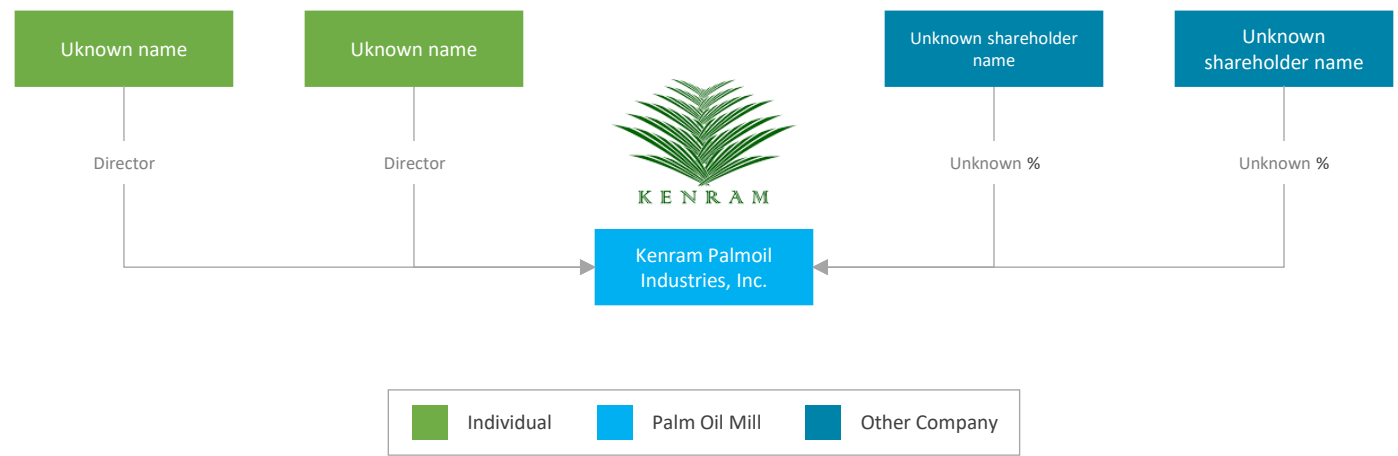 Uknown name
Uknown name
Unknown shareholder
name
Unknown
shareholder name
Director
Director
Unknown %
Unknown %
KENRAM
Kenram Palmoil
Industries, Inc.
Individual
Palm Oil Mill
Other Company